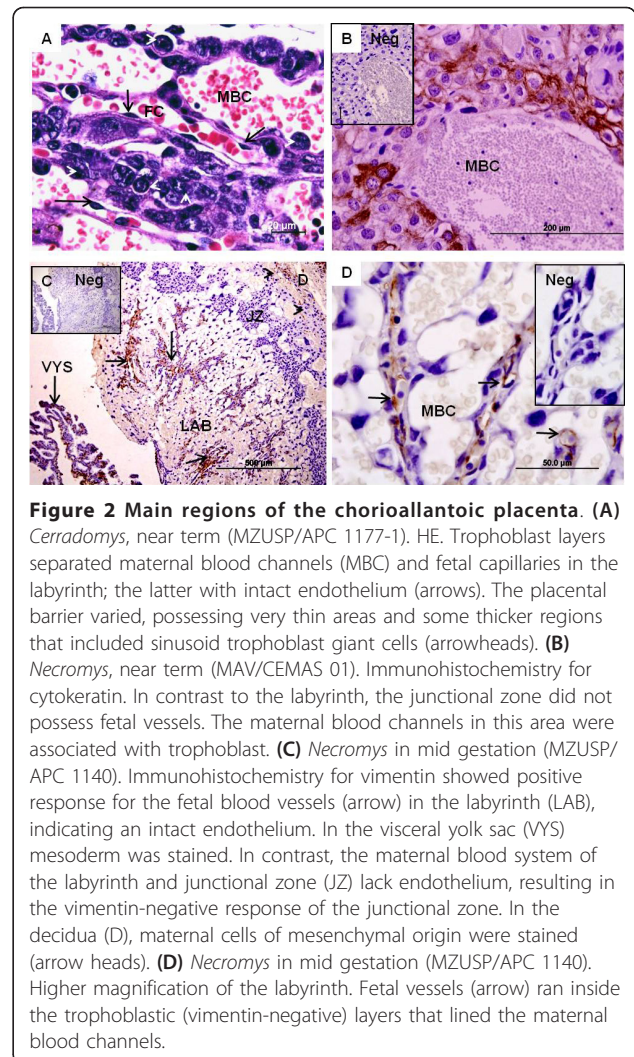 A
MBC
FC
20 µm
B
Neg
MBC
200 µm
C
Neg
VYS
D
JZ
LAB
500 µm
D
Neg
MBC
50.0 µm
Figure 2 Main regions of the chorioallantoic placenta. (A)
Cerradomys, near term (MZUSP/APC 1177-1). HE. Trophoblast layers
separated maternal blood channels (MBC) and fetal capillaries in the
labyrinth; the latter with intact endothelium (arrows). The placental
barrier varied, possessing very thin areas and some thicker regions
that included sinusoid trophoblast giant cells (arrowheads). (B)
Necromys, near term (MAV/CEMAS 01). Immunohistochemistry for
cytokeratin. In contrast to the labyrinth, the junctional zone did not
possess fetal vessels. The maternal blood channels in this area were
associated with trophoblast. (C) Necromys in mid gestation (MZUSP/
APC 1140). Immunohistochemistry for vimentin showed positive
response for the fetal blood vessels (arrow) in the labyrinth (LAB),
indicating an intact endothelium. In the visceral yolk sac (VYS)
mesoderm was stained. In contrast, the maternal blood system of
the labyrinth and junctional zone (JZ) lack endothelium, resulting in
the vimentin-negative response of the junctional zone. In the
decidua (D), maternal cells of mesenchymal origin were stained
(arrow heads). (D) Necromys in mid gestation (MZUSP/APC 1140).
Higher magnification of the labyrinth. Fetal vessels (arrow) ran inside
the trophoblastic (vimentin-negative) layers that lined the maternal
blood channels.